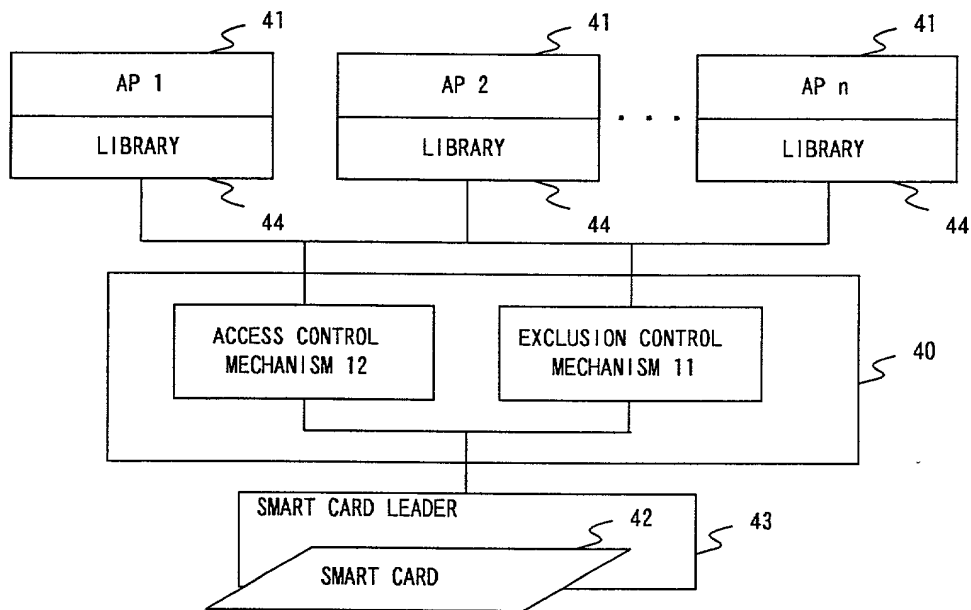 41
41
41
AP 1
AP 2
AP n
. . .
LIBRARY
LIBRARY
LIBRARY
44
44
44
ACCESS CONTROL
MECHANISM 12
EXCLUSION CONTROL
MECHANISM 11
40
SMART CARD LEADER
42
43
SMART CARD